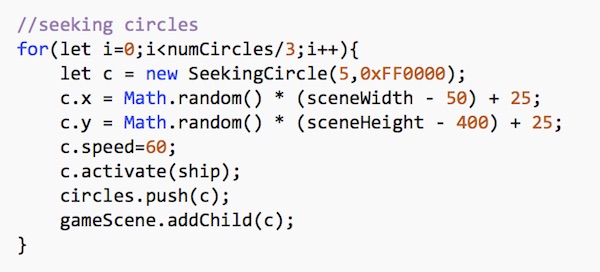 //seeking circles
for(let i=0;i<numCircles/3;i++){
    let c = new SeekingCircle(5,0xFF0000);
    c.x = Math.random() * (sceneWidth - 50) + 25;
    c.y = Math.random() * (sceneHeight - 400) + 25;
    c.speed=60;
    c.activate(ship);
    circles.push(c);
    gameScene.addChild(c);
}